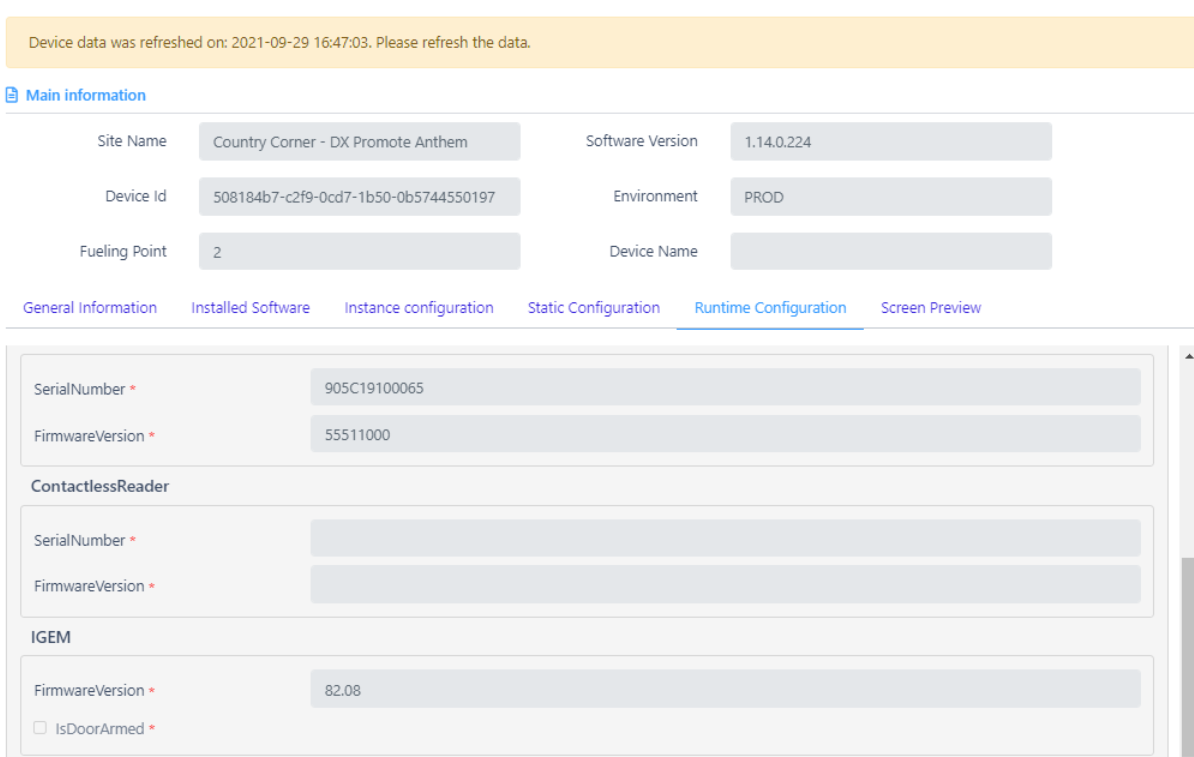 Device data was refreshed on: 2021-09-29 16:47:03. Please refresh the data.
Main information
Site Name Country Corner - DX Promote Anthem Software Version 1.14.0.224
Device Id 508184b7-c2f9-0cd7-1b50-0b5744550197 Environment PROD
Fueling Point 2 Device Name
General Information Installed Software Instance configuration Static Configuration Runtime Configuration Screen Preview
SerialNumber * 905C19100065
FirmwareVersion * 55511000
ContactlessReader
SerialNumber *
FirmwareVersion *
IGEM
FirmwareVersion * 82.08
IsDoorArmed *